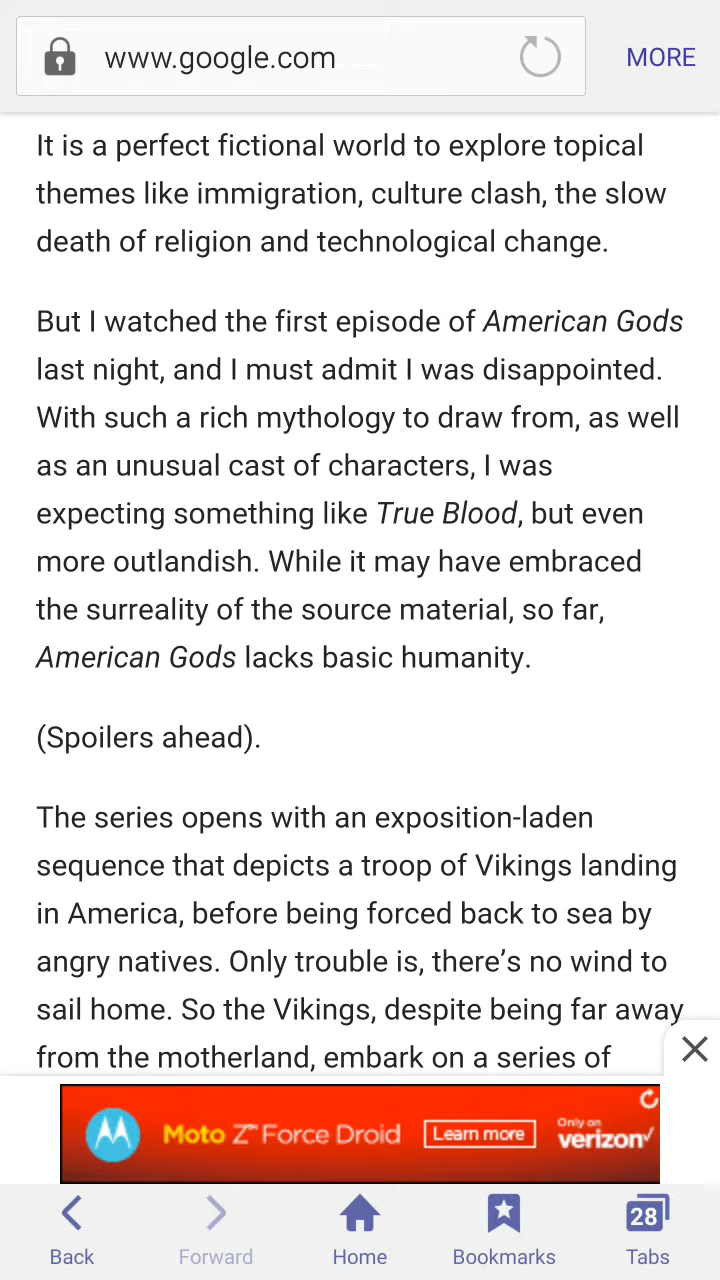 www.google.com
MORE
It is a perfect fictional world to explore topical
themes like immigration, culture clash, the slow
death of religion and technological change.
But I watched the first episode of American Gods
last night, and I must admit I was disappointed.
With such a rich mythology to draw from, as well
as an unusual cast of characters, I was
expecting something like True Blood, but even
more outlandish. While it may have embraced
the surreality of the source material, so far,
American Gods lacks basic humanity.
(Spoilers ahead).
The series opens with an exposition-laden
sequence that depicts a troop of Vikings landing
in America, before being forced back to sea by
angry natives. Only trouble is, there’s no wind to
sail home. So the Vikings, despite being far away
from the motherland, embark on a series of
Moto Z™ Force Droid
Learn more
Only on
verizon✓
28
Back
Forward
Home
Bookmarks
Tabs